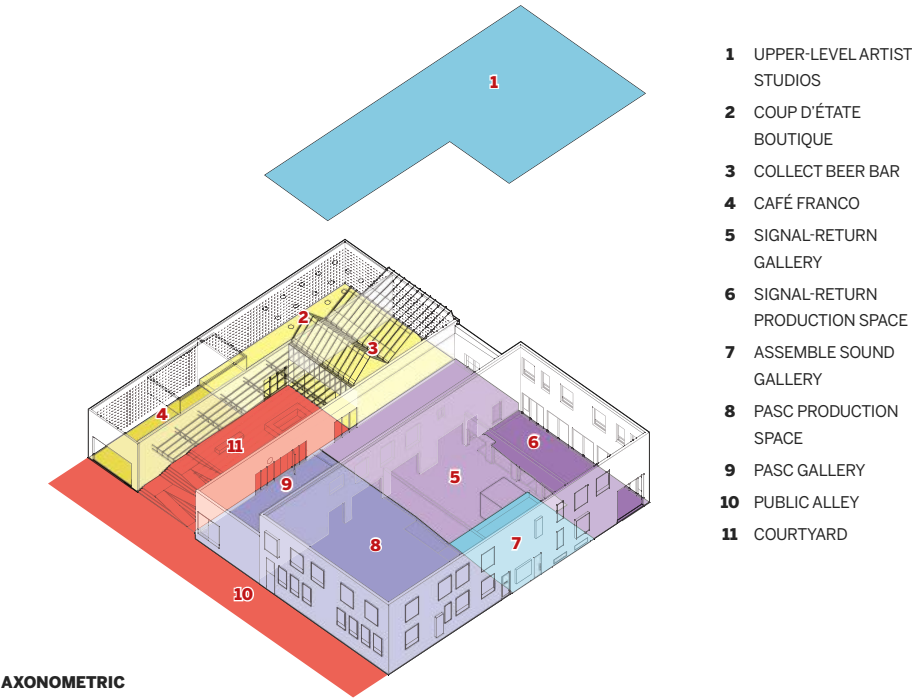 1
1 UPPER-LEVEL ARTIST
STUDIOS
2 COUP D'ÉTATE
BOUTIQUE
3 COLLECT BEER BAR
4 CAFÉ FRANCO
5 SIGNAL-RETURN
GALLERY
6 SIGNAL-RETURN
PRODUCTION SPACE
7 ASSEMBLE SOUND
GALLERY
8 PASC PRODUCTION
SPACE
9 PASC GALLERY
10 PUBLIC ALLEY
11 COURTYARD
2
3
4
11
6
5
9
7
8
10
AXONOMETRIC